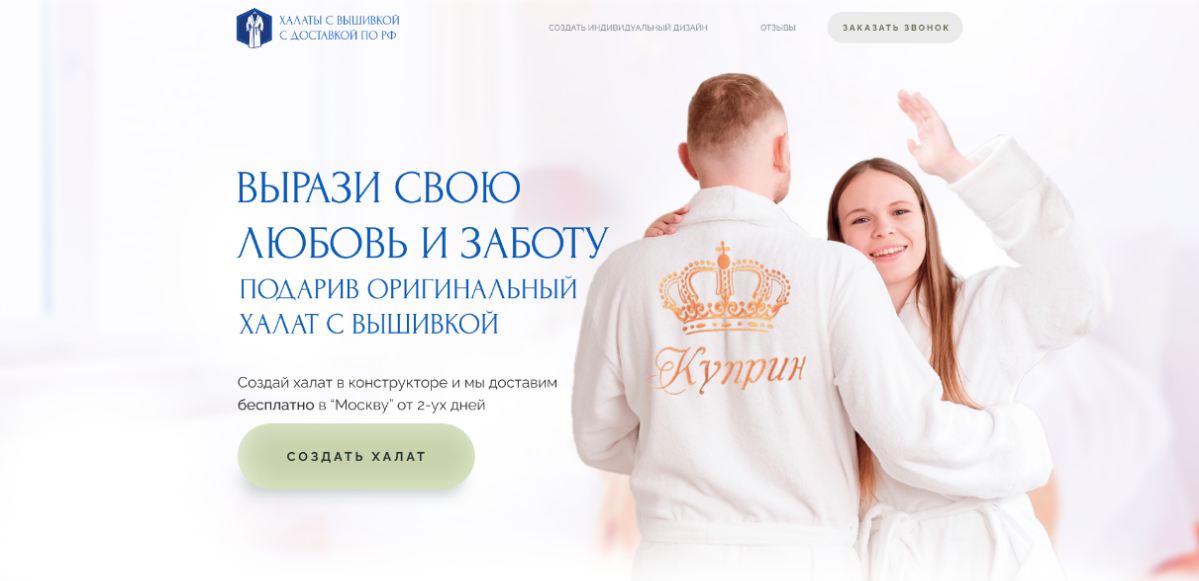 ХАЛАТЫ С ВЫШИВКОЙ
С ДОСТАВКОЙ ПО РФ
СОЗДАТЬ ИНДИВИДУАЛЬНЫЙ ДИЗАЙН
ОТЗЫВЫ
ЗАКАЗАТЬ ЗВОНОК
ВЫРАЗИ СВОЮ
ЛЮБОВЬ И ЗАБОТУ
ПОДАРИВ ОРИГИНАЛЬНЫЙ
ХАЛАТ С ВЫШИВКОЙ
Создай халат в конструкторе и мы доставим
бесплатно в “Москву” от 2-ух дней
СОЗДАТЬ ХАЛАТ
Куприн